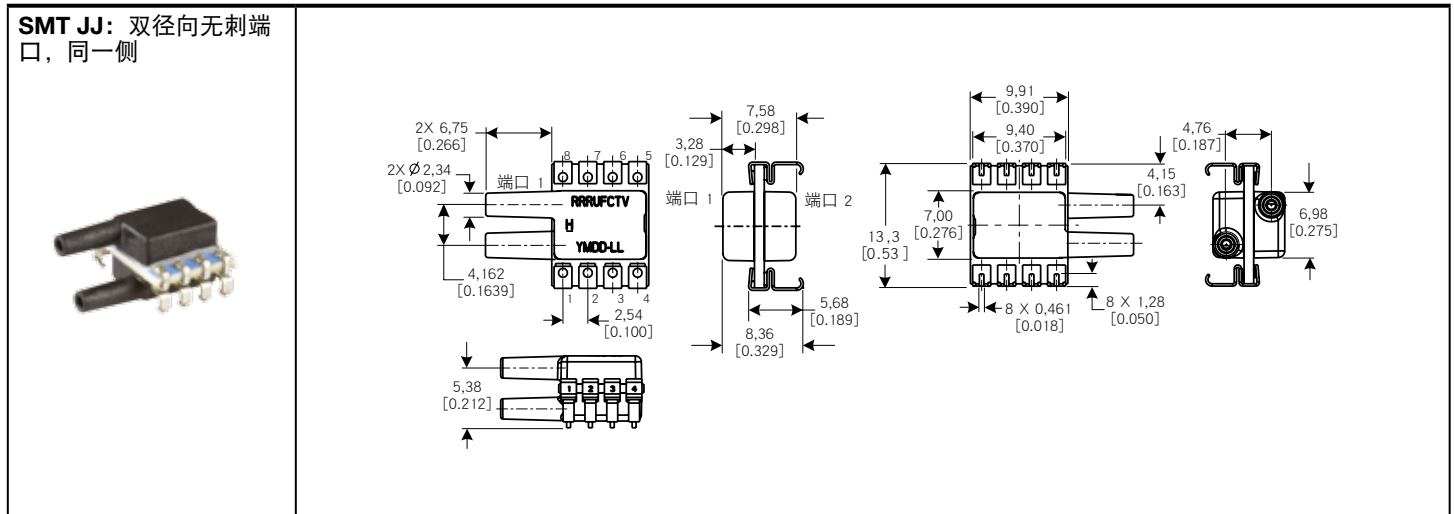 SMT JJ：双径向无刺端
口，同一侧
2X 6,75
[0.266]
2X Ø 2,34
[0.092]
端口 1
8 7 6 5
RRRUFCTV
H
YMDD-LL
1 2 3 4
4,162
[0.1639]
2,54
[0.100]
7,58
[0.298]
3,28
[0.129]
端口 1
端口 2
5,68
[0.189]
8,36
[0.329]
9,91
[0.390]
9,40
[0.370]
4,15
[0.163]
13,3
[0.53 ]
7,00
[0.276]
8 X 0,461
[0.018]
8 X 1,28
[0.050]
4,76
[0.187]
6,98
[0.275]
5,38
[0.212]
1 2 3 4